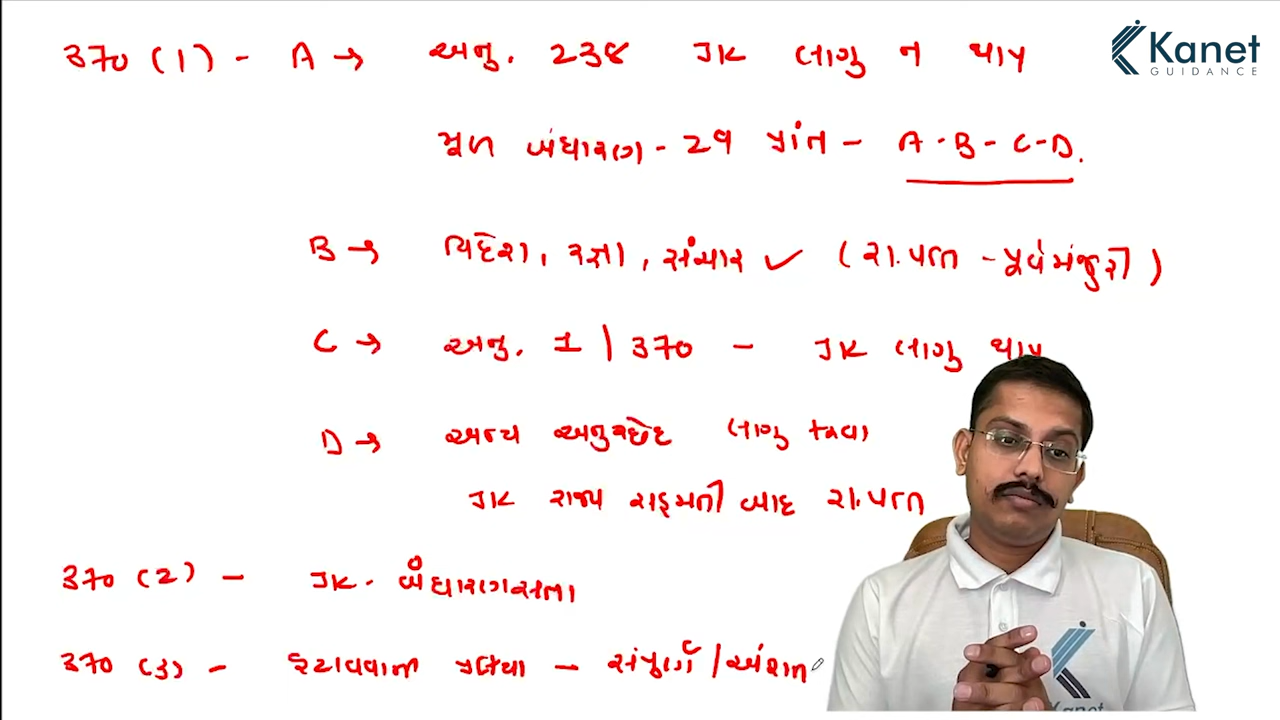 370 (1) - A → અનુ. 238 JK લાગુ ન થાય
Kanet
GUIDANCE
મૂળ બંધારણ - 29 પ્રાંત - A - B - C - D.
B → વિદેશ, રક્ષા, સંચાર ✓ (રા.પતિ - પૂર્વમંજુરી)
C → અનુ. 1 | 370 - JK લાગુ થાય
D → અન્ય અનુચ્છેદ લાગુ
JK રાજ્ય સહમતી બાદ રા.પતિ
370 (2) - JK. બંધારણસભા
370 (3) - હટાવવાની પ્રક્રિયા - સંપુર્ણ /
Kanet